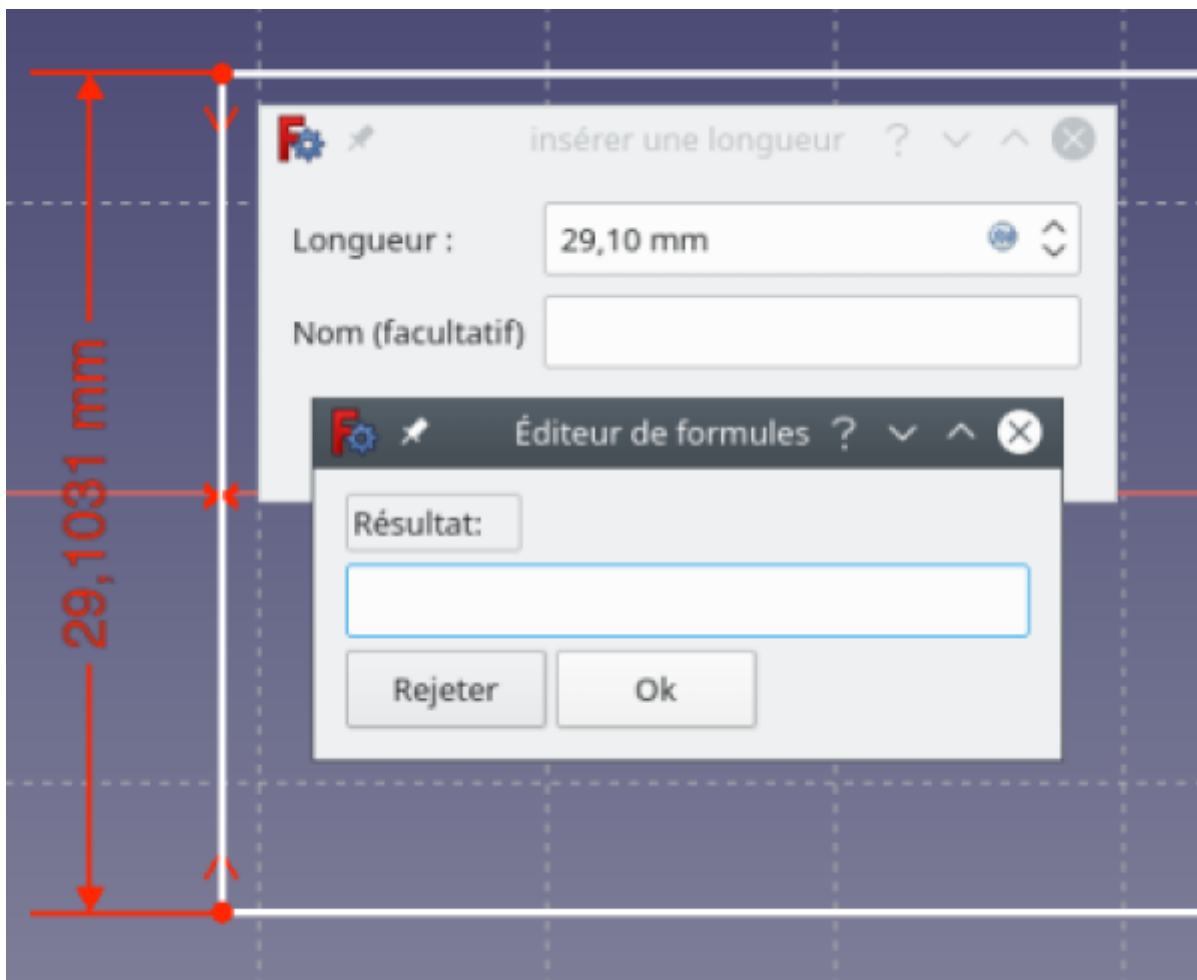 insérer une longueur ?
Longueur : 29,10 mm
Nom (facultatif)
29,1031 mm
Éditeur de formules ?
Résultat:
Rejeter Ok